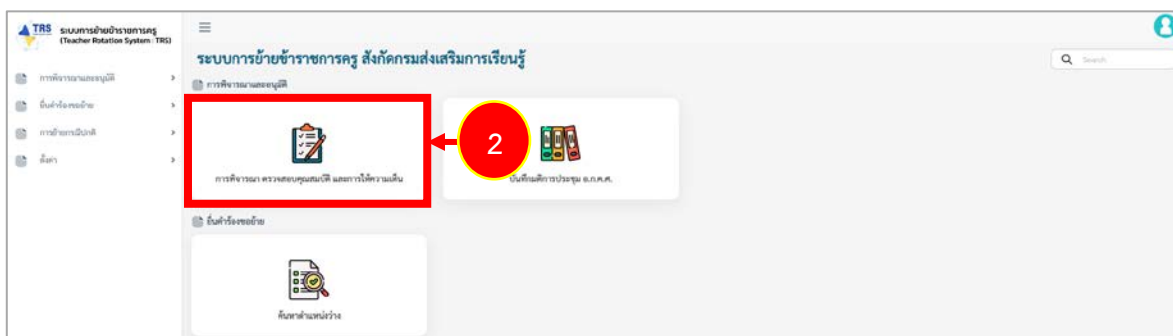 TRS ระบบการย้ายข้าราชการครู
(Teacher Rotation System : TRS)
ระบบการย้ายข้าราชการครู สังกัดกรมส่งเสริมการเรียนรู้
Search
การพิจารณาและอนุมัติ
ยื่นคำร้องขอย้าย
การย้ายกรณีปกติ
ตั้งค่า
การพิจารณาและอนุมัติ
2
การพิจารณา ตรวจสอบคุณสมบัติ และการให้ความเห็น
บันทึกมติการประชุม อ.ก.ค.ศ.
ยื่นคำร้องขอย้าย
ค้นหาตำแหน่งว่าง